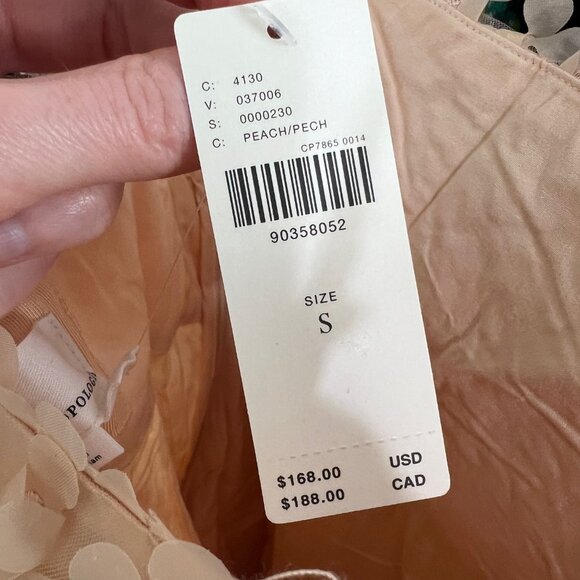 C: 4130
V: 037006
S: 0000230
C: PEACH/PECH
CP7865 0014
90358052
SIZE
S
$168.00 USD
$188.00 CAD